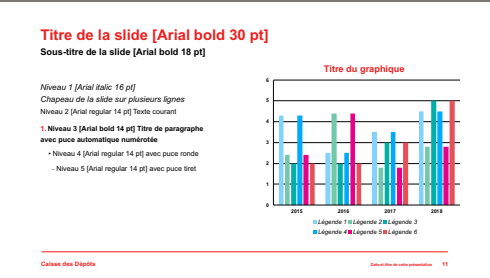 Titre de la slide [Arial bold 30 pt]
Sous-titre de la slide [Arial bold 18 pt]
Niveau 1 [Arial italic 16 pt]
Chapeau de la slide sur plusieurs lignes
Niveau 2 [Arial regular 14 pt] Texte courant
1. Niveau 3 [Arial bold 14 pt] Titre de paragraphe
avec puce automatique numérotée
• Niveau 4 [Arial regular 14 pt] avec puce ronde
- Niveau 5 [Arial regular 14 pt] avec puce tiret
Titre du graphique
6
5
4
3
2
1
0
2015 2016 2017 2018
Légende 1 Légende 2 Légende 3
Légende 4 Légende 5 Légende 6
Caisse des Dépôts
Date et titre de cette présentation 11